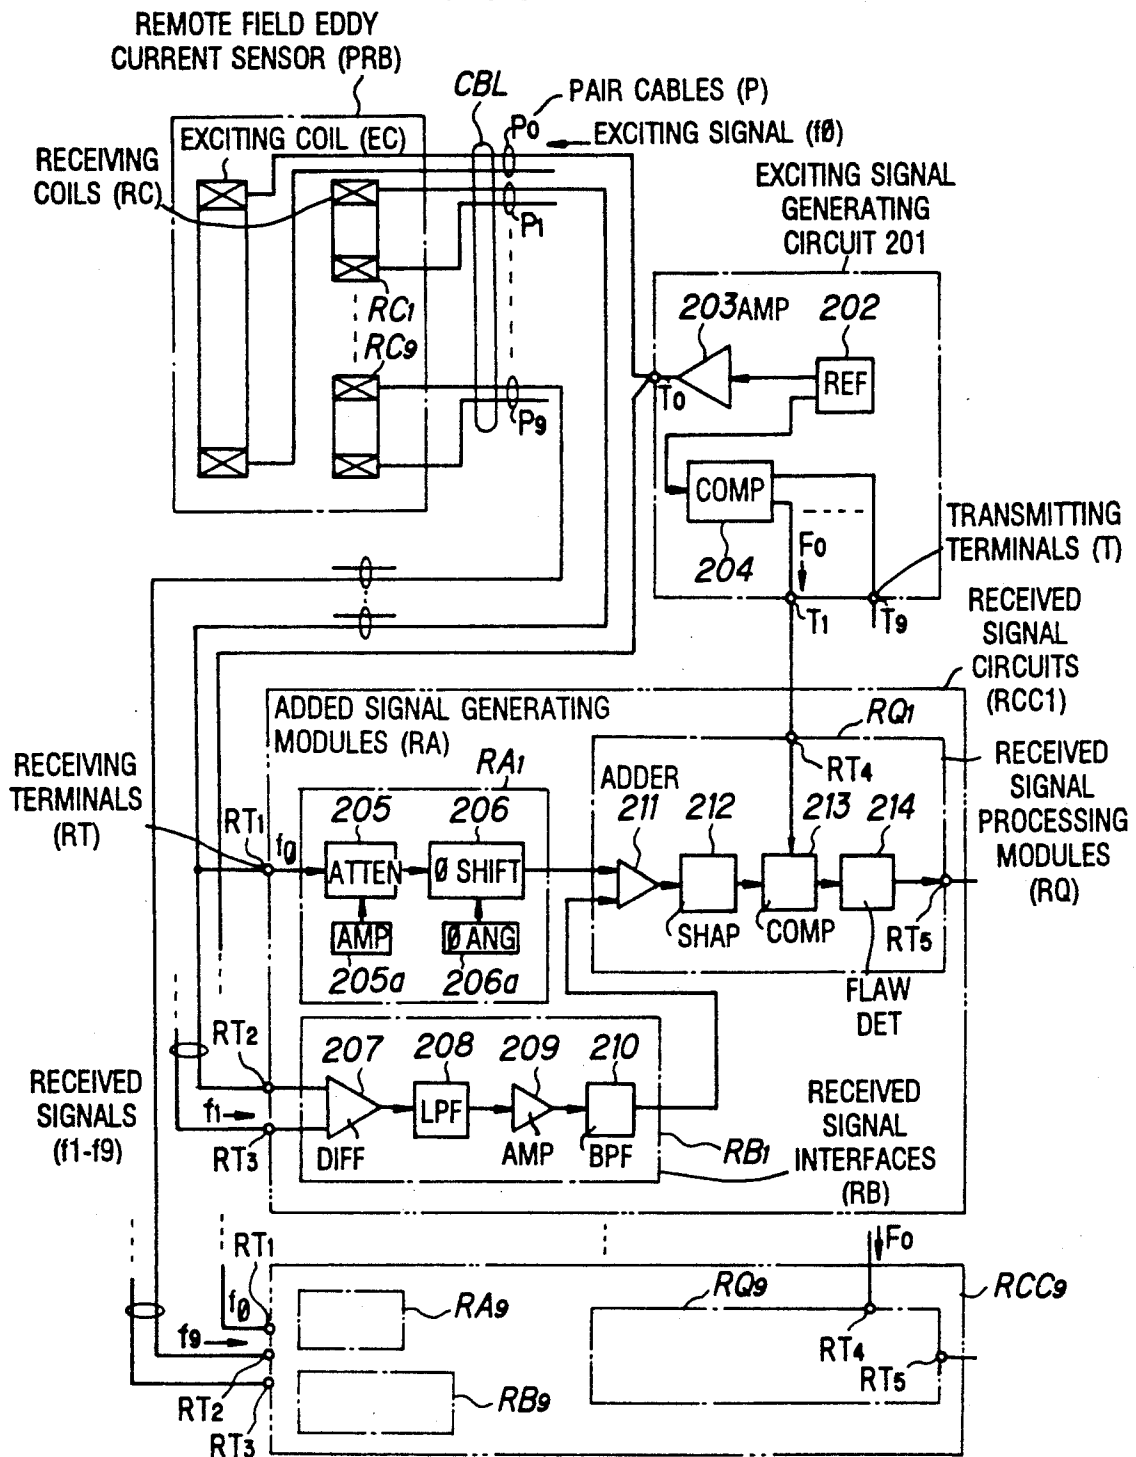 REMOTE FIELD EDDY
CURRENT SENSOR (PRB)
CBL
PAIR CABLES (P)
P0
EXCITING SIGNAL (fØ)
EXCITING COIL (EC)
RECEIVING
COILS (RC)
P1
EXCITING SIGNAL
GENERATING
CIRCUIT 201
RC1
RC9
203 AMP
202
REF
T0
P9
COMP
204
F0
TRANSMITTING
TERMINALS (T)
T1
T9
RECEIVED
SIGNAL
CIRCUITS
(RCC1)
ADDED SIGNAL GENERATING
MODULES (RA)
RQ1
RECEIVING
TERMINALS
(RT)
RA1
RT4
RECEIVED
SIGNAL
PROCESSING
MODULES
(RQ)
ADDER
205
206
211
212
213
214
RT1
fØ
ATTEN
Ø SHIFT
AMP
Ø ANG
SHAP
COMP
RT5
205a
206a
FLAW
DET
RT2
207
208
209
210
RECEIVED
SIGNALS
(f1-f9)
f1
LPF
RT3
DIFF
AMP
BPF
RB1
RECEIVED
SIGNAL
INTERFACES
(RB)
RT1
F0
fØ
RA9
RQ9
RCC9
f9
RT4
RT2
RT5
RB9
RT3